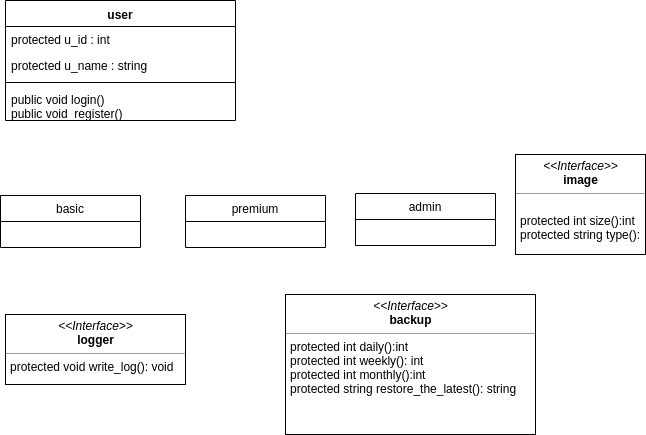 user
protected u_id : int
protected u_name : string
public void login()
public void register()
basic
premium
admin
<<Interface>>
image
protected int size():int
protected string type():
<<Interface>>
logger
protected void write_log(): void
<<Interface>>
backup
protected int daily():int
protected int weekly(): int
protected int monthly():int
protected string restore_the_latest(): string